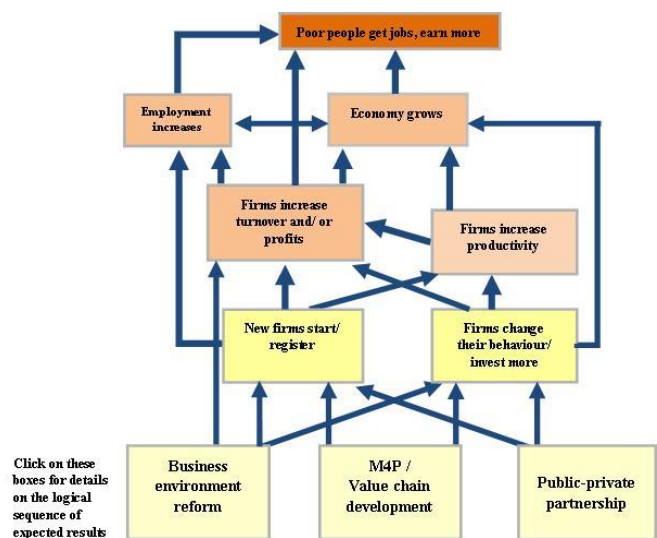 Poor people get jobs, earn more
Employment
increases
Economy grows
Firms increase
turnover and/ or
profits
Firms increase
productivity
New firms start/
register
Firms change
their behaviour/
invest more
Click on these
boxes for details
on the logical
sequence of
expected results
Business
environment
reform
M4P /
Value chain
development
Public-private
partnership